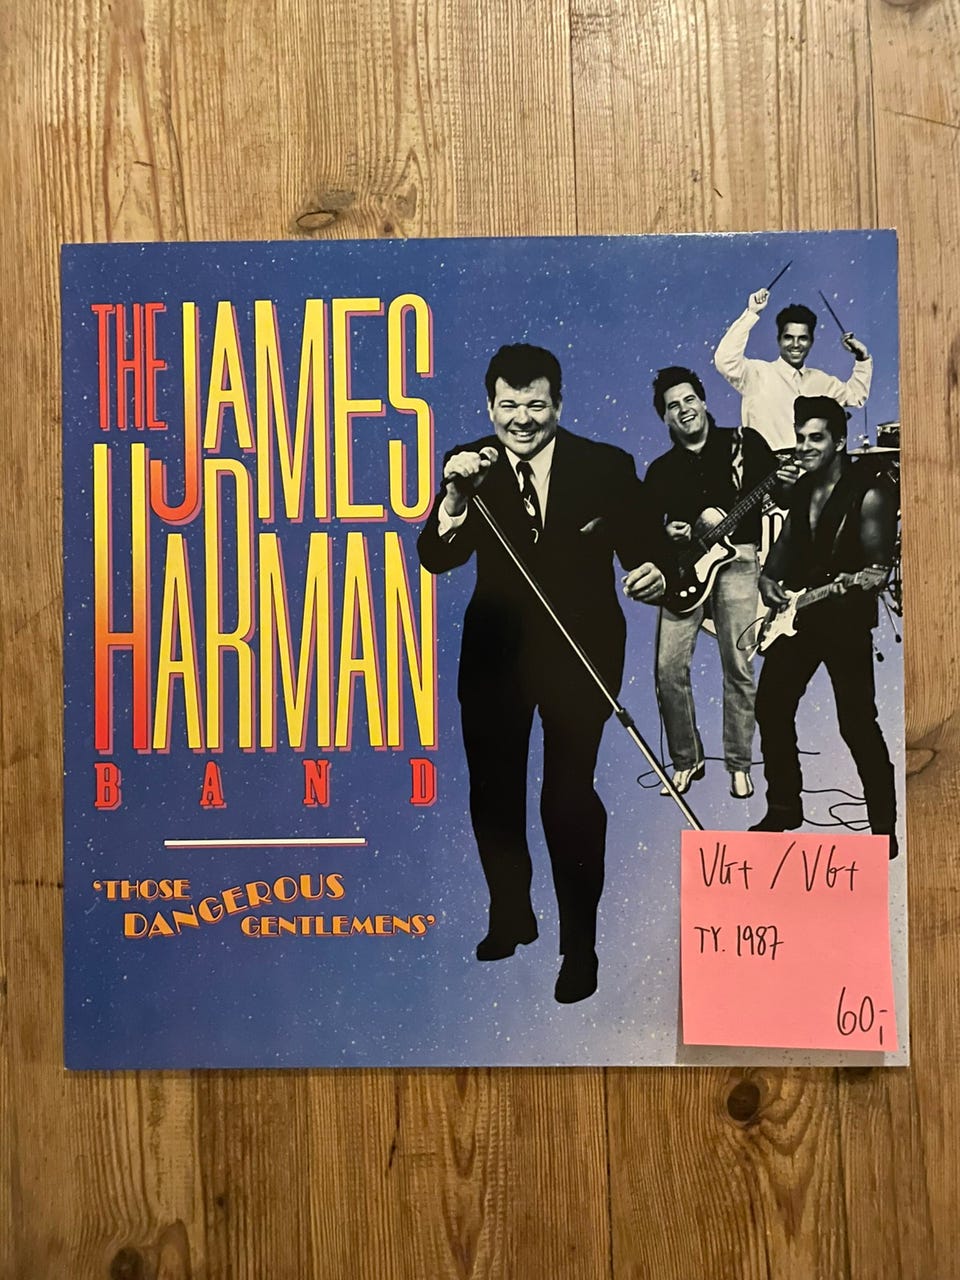 THE JAMES
HARMAN
BAND
'THOSE
DANGEROUS
GENTLEMENS'
VG+ / VG+
TY. 1987
60,-